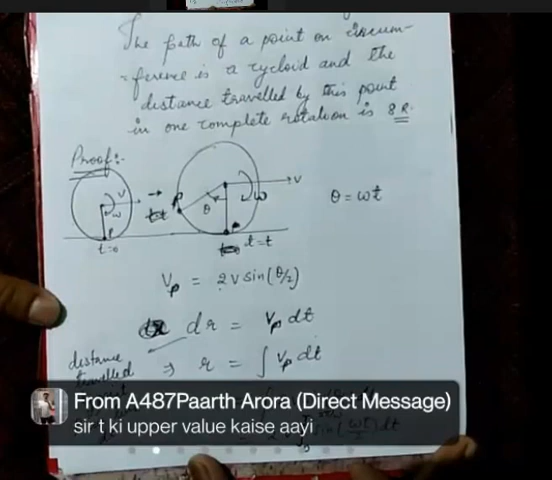 The path of a point on circum-
-ference is a cycloid and the
distance travelled by this point
in one complete rotation is 8R.
Proof:-
V
ω
P
t=0
P
θ
ω
V
t=t
θ = ωt
Vp = 2V sin(θ/2)
dr = Vp dt
distance
travelled
⇒ r = ∫ Vp dt
From A487Paarth Arora (Direct Message)
sir t ki upper value kaise aayi